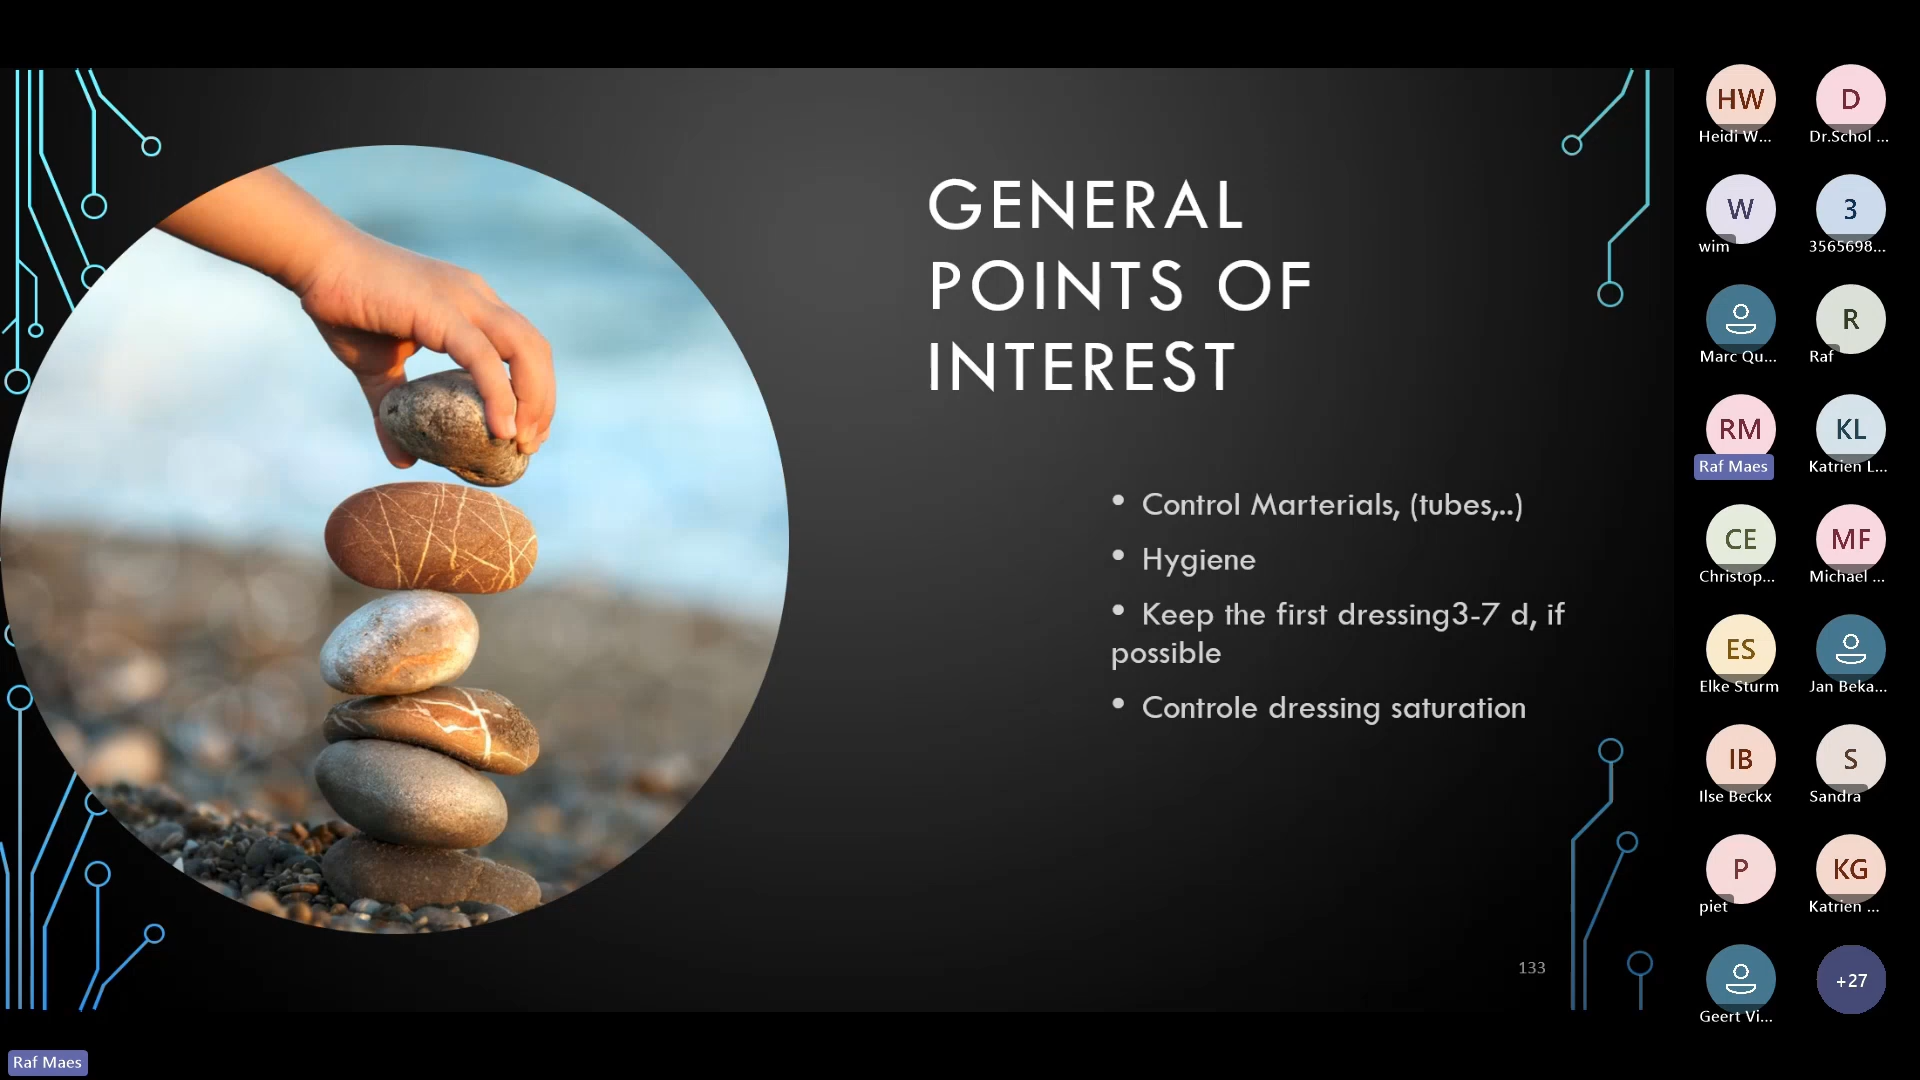 GENERAL
POINTS OF
INTEREST
• Control Marterials, (tubes,..)
• Hygiene
• Keep the first dressing3-7 d, if
possible
• Controle dressing saturation
133
HW
Heidi W...
D
Dr.Schol ...
W
wim
3
3565698...
Marc Qu...
R
Raf
RM
Raf Maes
KL
Katrien L...
CE
Christop...
MF
Michael ...
ES
Elke Sturm
Jan Beka...
IB
Ilse Beckx
S
Sandra
P
piet
KG
Katrien ...
Geert Vi...
+27
Raf Maes